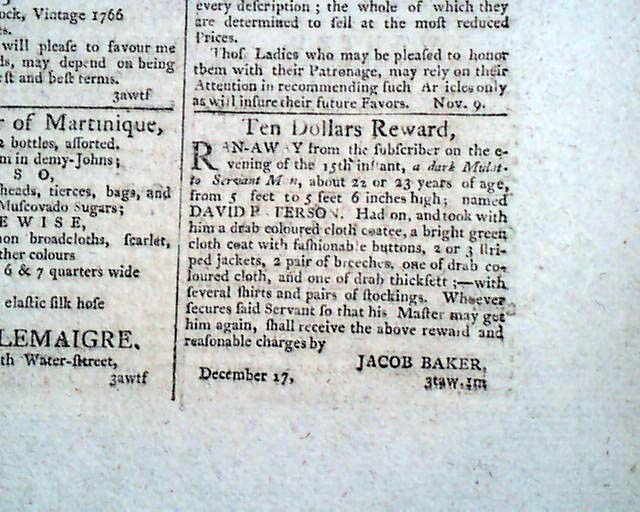 ock, Vintage 1766
s.
will pleaſe to favour me
ds, may depend on being
eſt and beſt terms.
3awtf
r of Martinique,
2 bottles, aſſorted.
m in demy-Johns;
S O,
heads, tierces, bags, and
Muſcovado Sugars;
E W I S E,
non broadcloths, ſcarlet,
ther colours
6 & 7 quarters wide
elaſtic ſilk hoſe
LEMAIGRE.
th Water-ſtreet,
3awtf
every deſcription; the whole of which they
are determined to ſell at the moſt reduced
Prices.
Thoſ Ladies who may be pleaſed to honor
them with their Patronage, may rely on their
Attention in recommending ſuch Ar icles only
as will inſure their future Favors. Nov. 9.
Ten Dollars Reward,
RAN-AW Y from the ſubſcriber on the e-
vening of the 15th inſtant, a dark Mulat-
to Servant M n, about 22 or 23 years of age,
from 5 feet to 5 feet 6 inches high; named
DAVID P TERSON. Had on, and took with
him a drab coloured cloth coatee, a bright green
cloth coat with faſhionable buttons, 2 or 3 ſtri-
ped jackets, 2 pair of breeches, one of drab co-
loured cloth, and one of drab thickſett;—with
ſeveral ſhirts and pairs of ſtockings. Whoever
ſecures ſaid Servant ſo that his Maſter may get
him again, ſhall receive the above reward and
reaſonable charges by
JACOB BAKER.
December 17, 3taw.1m